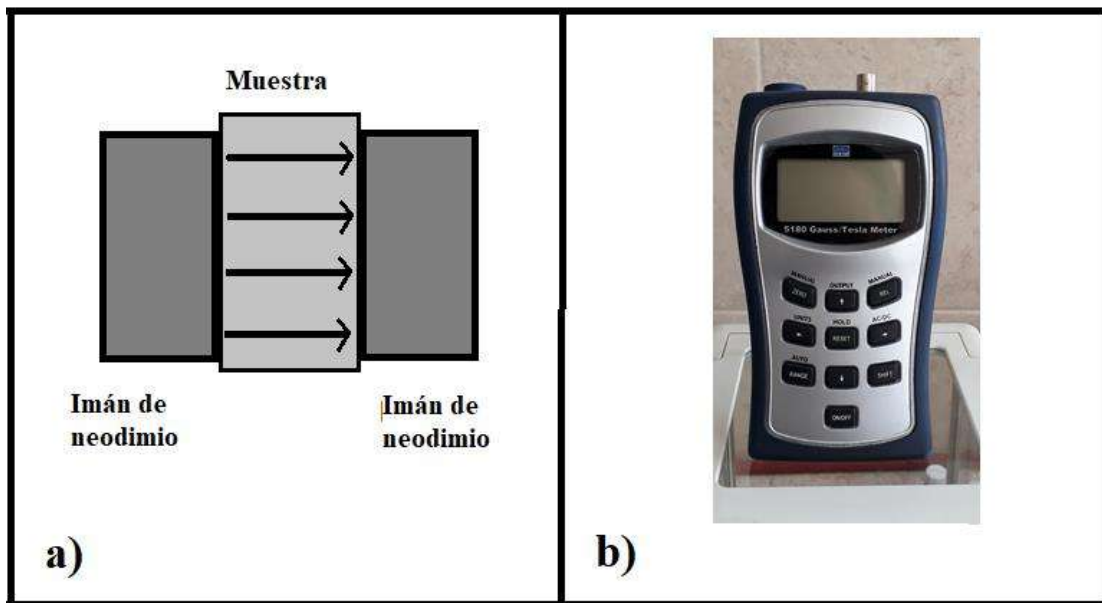 Muestra
Imán de
neodimio
Imán de
neodimio
a)
5180 Gauss/Tesla Meter
MANUAL
OUTPUT
MANUAL
ZERO
REL
UNITS
HOLD
AC/DC
RESET
AUTO
RANGE
SHIFT
ON/OFF
b)